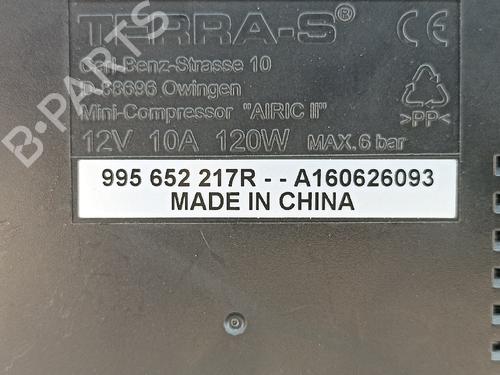 TERRA-S®
Carl-Benz-Strasse 10
D-88696 Owingen
Mini-Compressor "AIRIC II"
12V 10A 120W MAX. 6 bar
>PP<
995 652 217R - - A160626093
MADE IN CHINA
B-PARTS